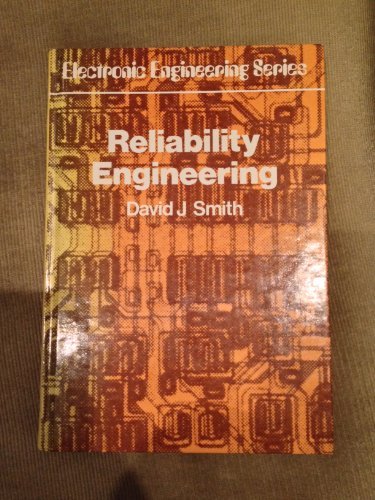 Electronic Engineering Series
Reliability
Engineering
David J Smith